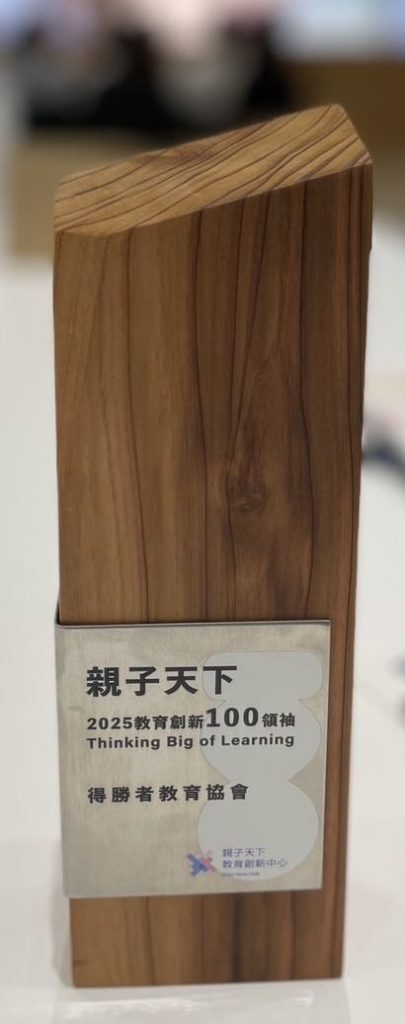 親子天下
2025教育創新100領袖
Thinking Big of Learning
得勝者教育協會
親子天下
教育創新中心